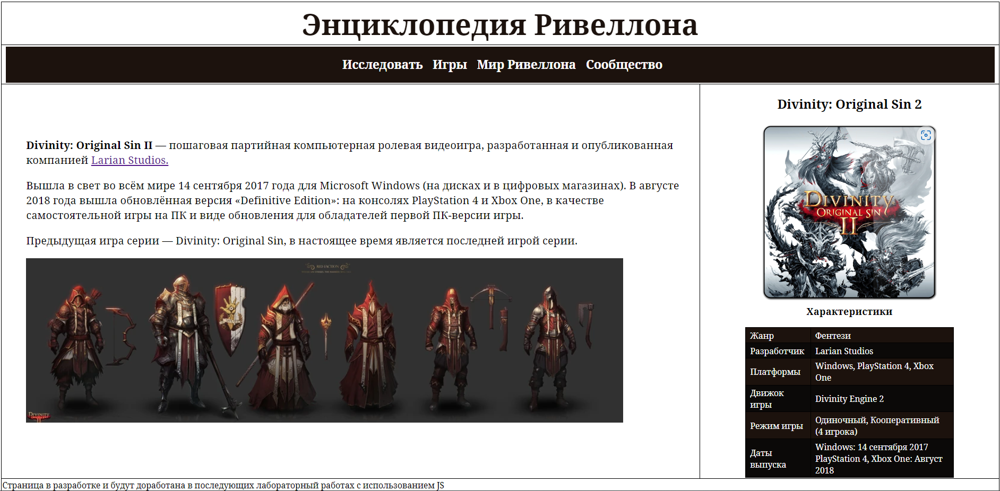 Энциклопедия Ривеллона
Исследовать Игры Мир Ривеллона Сообщество
Divinity: Original Sin II — пошаговая партийная компьютерная ролевая видеоигра, разработанная и опубликованная
компанией Larian Studios.
Вышла в свет во всём мире 14 сентября 2017 года для Microsoft Windows (на дисках и в цифровых магазинах). В августе
2018 года вышла обновлённая версия «Definitive Edition»: на консолях PlayStation 4 и Xbox One, в качестве
самостоятельной игры на ПК и виде обновления для обладателей первой ПК-версии игры.
Предыдущая игра серии — Divinity: Original Sin, в настоящее время является последней игрой серии.
RED FACTION
DIVINITY
II
Divinity: Original Sin 2
DIVINITY
ORIGINAL SIN
II
Характеристики
Жанр Фентези
Разработчик Larian Studios
Платформы Windows, PlayStation 4, Xbox
One
Движок
игры Divinity Engine 2
Режим игры Одиночный, Кооперативный
(4 игрока)
Даты
выпуска Windows: 14 сентября 2017
PlayStation 4, Xbox One: Август
2018
Страница в разработке и будут доработана в последующих лабораторный работах с использованием JS